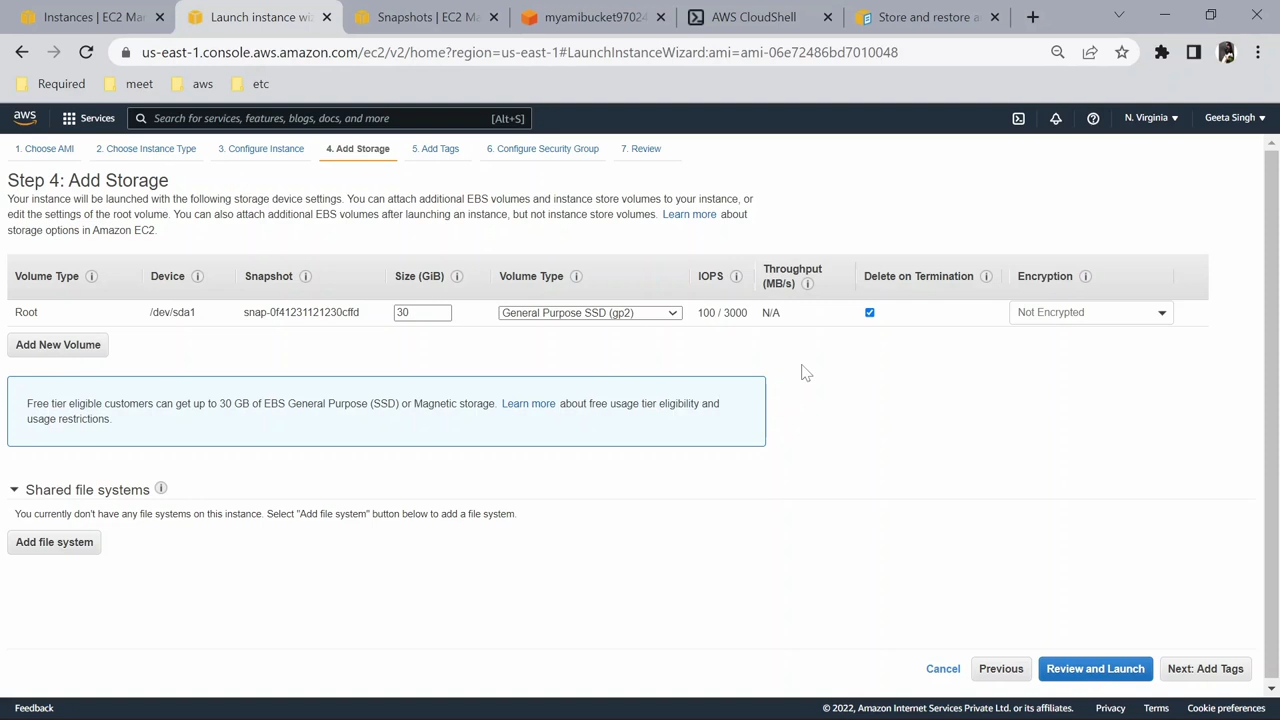 Instances | EC2 Ma
Launch instance wi
Snapshots | EC2 M
myamibucket97024
AWS CloudShell
Store and restore a
us-east-1.console.aws.amazon.com/ec2/v2/home?region=us-east-1#LaunchInstanceWizard:ami=ami-06e72486bd7010048
Required
meet
aws
etc
aws
Services
Search for services, features, blogs, docs, and more
[Alt+S]
N. Virginia
Geeta Singh
1. Choose AMI
2. Choose Instance Type
3. Configure Instance
4. Add Storage
5. Add Tags
6. Configure Security Group
7. Review
Step 4: Add Storage
Your instance will be launched with the following storage device settings. You can attach additional EBS volumes and instance store volumes to your instance, or
edit the settings of the root volume. You can also attach additional EBS volumes after launching an instance, but not instance store volumes. Learn more about
storage options in Amazon EC2.
Volume Type
Device
Snapshot
Size (GiB)
Volume Type
IOPS
Throughput
(MB/s)
Delete on Termination
Encryption
Root
/dev/sda1
snap-0f41231121230cffd
30
General Purpose SSD (gp2)
100 / 3000
N/A
Not Encrypted
Add New Volume
Free tier eligible customers can get up to 30 GB of EBS General Purpose (SSD) or Magnetic storage. Learn more about free usage tier eligibility and
usage restrictions.
Shared file systems
You currently don't have any file systems on this instance. Select "Add file system" button below to add a file system.
Add file system
Cancel
Previous
Review and Launch
Next: Add Tags
Feedback
© 2022, Amazon Internet Services Private Ltd. or its affiliates.
Privacy
Terms
Cookie preferences